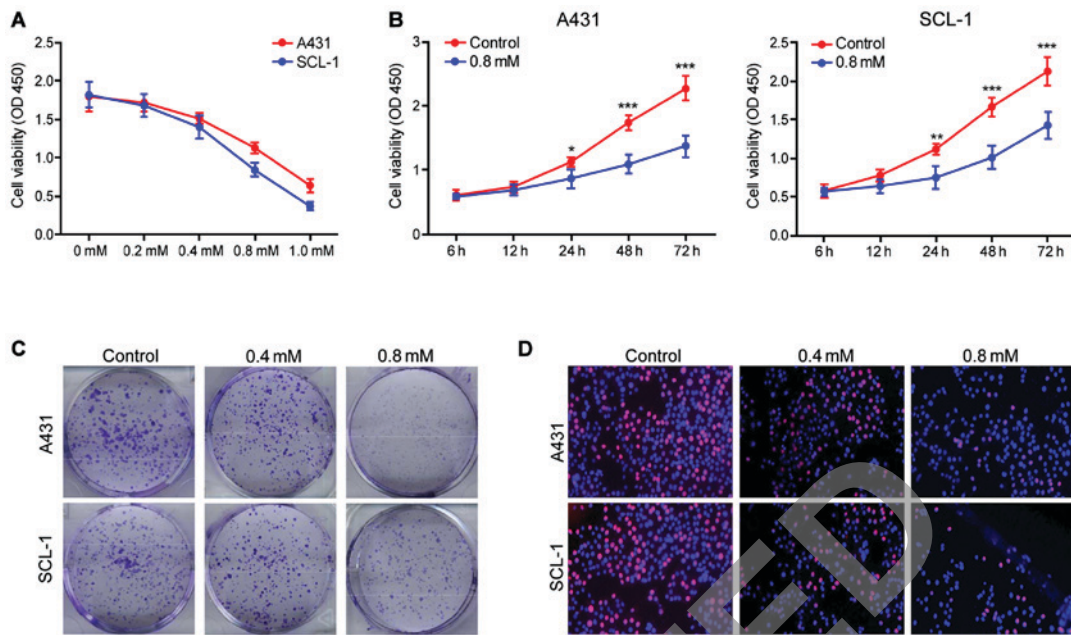 A
Cell viability (OD 450)
2.5
2.0
1.5
1.0
0.5
0.0
A431
SCL-1
0 mM 0.2 mM 0.4 mM 0.8 mM 1.0 mM
B
A431
Cell viability (OD 450)
3
2
1
0
Control
0.8 mM
*
***
***
6 h 12 h 24 h 48 h 72 h
SCL-1
Cell viability (OD 450)
2.5
2.0
1.5
1.0
0.5
0.0
Control
0.8 mM
**
***
***
6 h 12 h 24 h 48 h 72 h
C
Control 0.4 mM 0.8 mM
A431
SCL-1
D
Control 0.4 mM 0.8 mM
A431
SCL-1